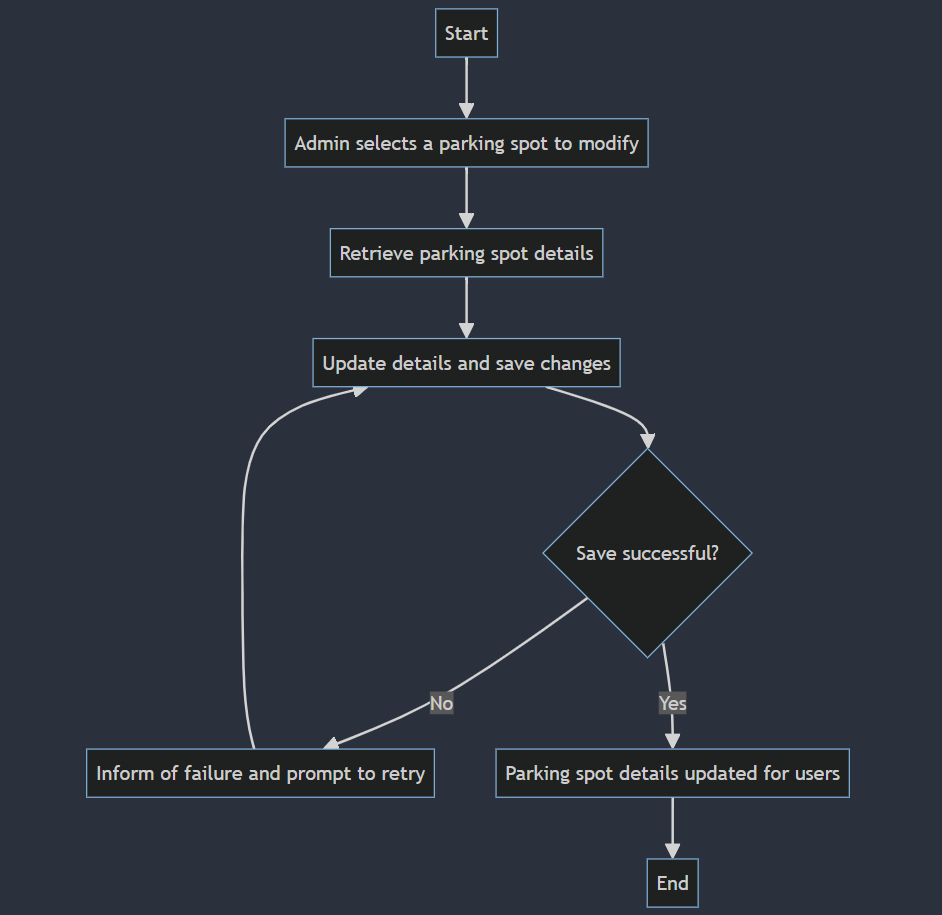 Start
Admin selects a parking spot to modify
Retrieve parking spot details
Update details and save changes
Save successful?
No
Yes
Inform of failure and prompt to retry
Parking spot details updated for users
End